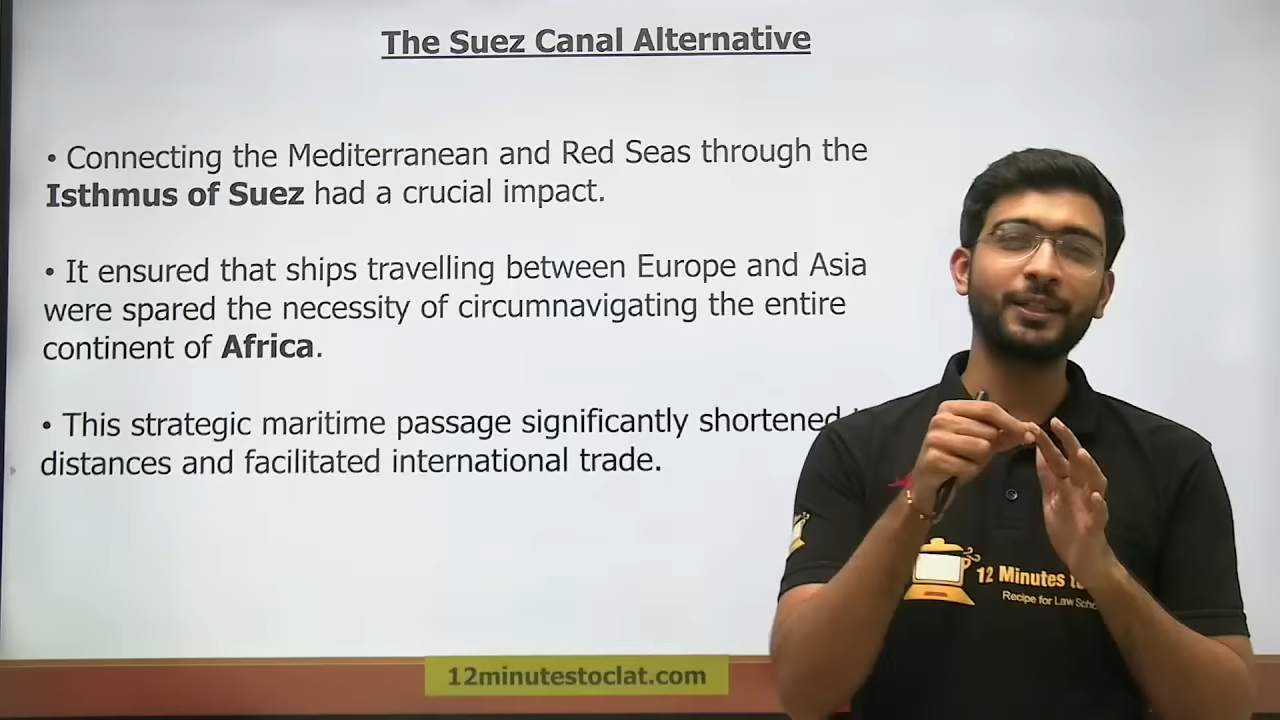 The Suez Canal Alternative
• Connecting the Mediterranean and Red Seas through the
Isthmus of Suez had a crucial impact.
• It ensured that ships travelling between Europe and Asia
were spared the necessity of circumnavigating the entire
continent of Africa.
• This strategic maritime passage significantly shortened
distances and facilitated international trade.
12 Minutes
Recipe for Law
12minutestoclat.com